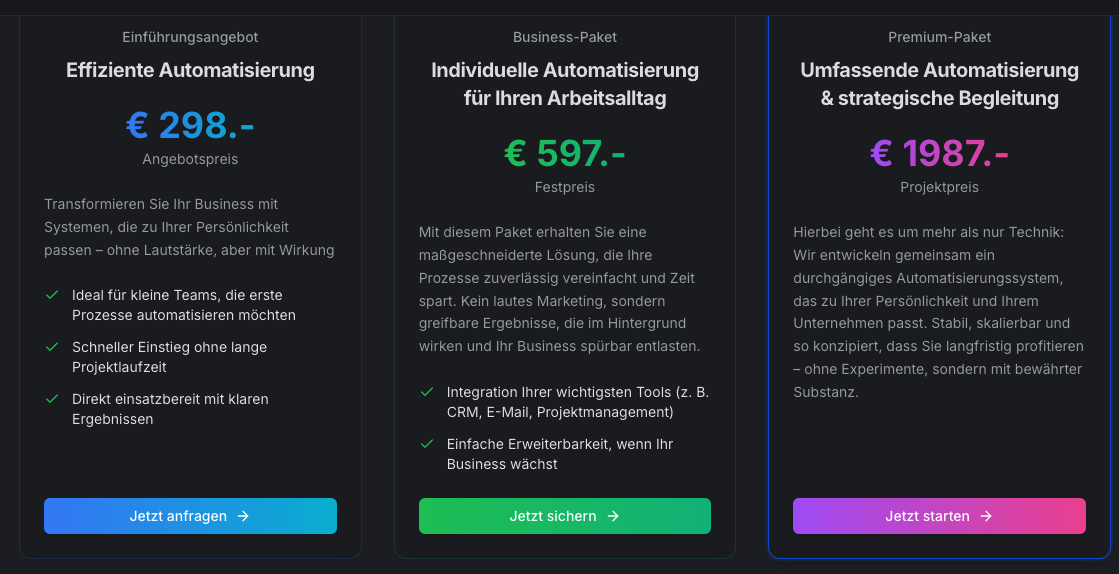 Einführungsangebot
Effiziente Automatisierung
€ 298.-
Angebotspreis
Transformieren Sie Ihr Business mit
Systemen, die zu Ihrer Persönlichkeit
passen – ohne Lautstärke, aber mit Wirkung
Ideal für kleine Teams, die erste
Prozesse automatisieren möchten
Schneller Einstieg ohne lange
Projektlaufzeit
Direkt einsatzbereit mit klaren
Ergebnissen
Jetzt anfragen →
Business-Paket
Individuelle Automatisierung
für Ihren Arbeitsalltag
€ 597.-
Festpreis
Mit diesem Paket erhalten Sie eine
maßgeschneiderte Lösung, die Ihre
Prozesse zuverlässig vereinfacht und Zeit
spart. Kein lautes Marketing, sondern
greifbare Ergebnisse, die im Hintergrund
wirken und Ihr Business spürbar entlasten.
Integration Ihrer wichtigsten Tools (z. B.
CRM, E-Mail, Projektmanagement)
Einfache Erweiterbarkeit, wenn Ihr
Business wächst
Jetzt sichern →
Premium-Paket
Umfassende Automatisierung
& strategische Begleitung
€ 1987.-
Projektpreis
Hierbei geht es um mehr als nur Technik:
Wir entwickeln gemeinsam ein
durchgängiges Automatisierungssystem,
das zu Ihrer Persönlichkeit und Ihrem
Unternehmen passt. Stabil, skalierbar und
so konzipiert, dass Sie langfristig profitieren
– ohne Experimente, sondern mit bewährter
Substanz.
Jetzt starten →